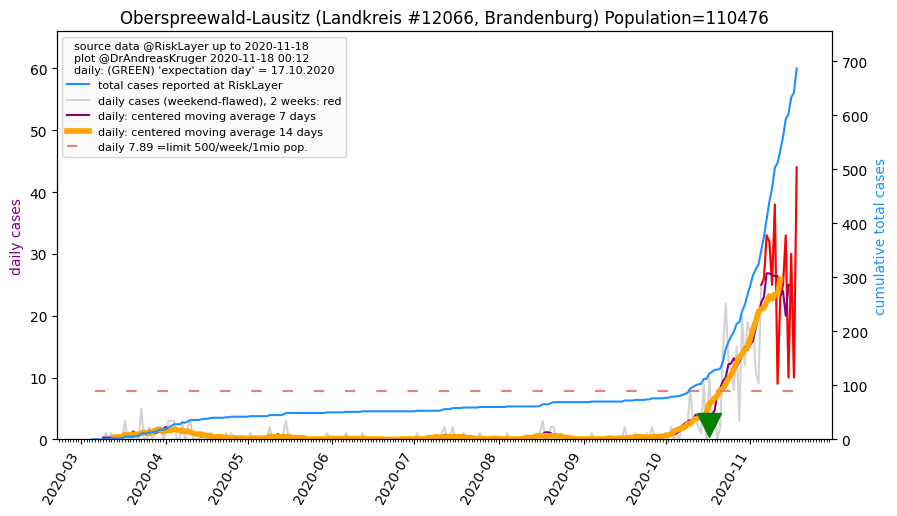 Oberspreewald-Lausitz (Landkreis #12066, Brandenburg) Population=110476
source data @RiskLayer up to 2020-11-18
plot @DrAndreasKruger 2020-11-18 00:12
daily: (GREEN) 'expectation day' = 17.10.2020
total cases reported at RiskLayer
daily cases (weekend-flawed), 2 weeks: red
daily: centered moving average 7 days
daily: centered moving average 14 days
daily 7.89 =limit 500/week/1mio pop.
daily cases
60
50
40
30
20
10
0
cumulative total cases
700
600
500
400
300
200
100
0
2020-03
2020-04
2020-05
2020-06
2020-07
2020-08
2020-09
2020-10
2020-11